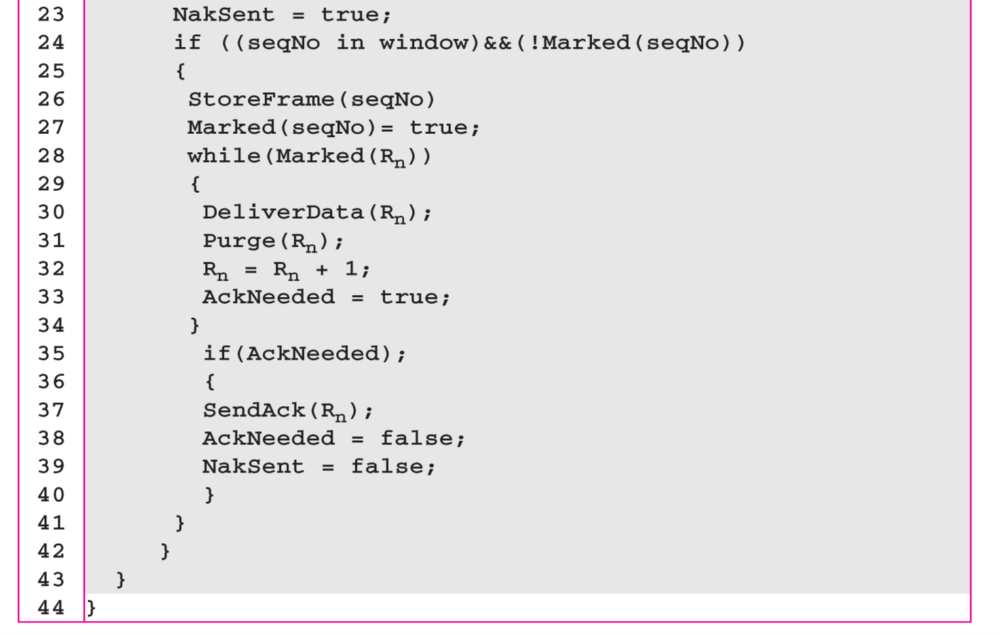 23 NakSent = true;
24 if ((seqNo in window)&&(!Marked(seqNo))
25 {
26 StoreFrame(seqNo)
27 Marked(seqNo)= true;
28 while(Marked(Rn))
29 {
30 DeliverData(Rn);
31 Purge(Rn);
32 Rn = Rn + 1;
33 AckNeeded = true;
34 }
35 if(AckNeeded);
36 {
37 SendAck(Rn);
38 AckNeeded = false;
39 NakSent = false;
40 }
41 }
42 }
43 }
44 }